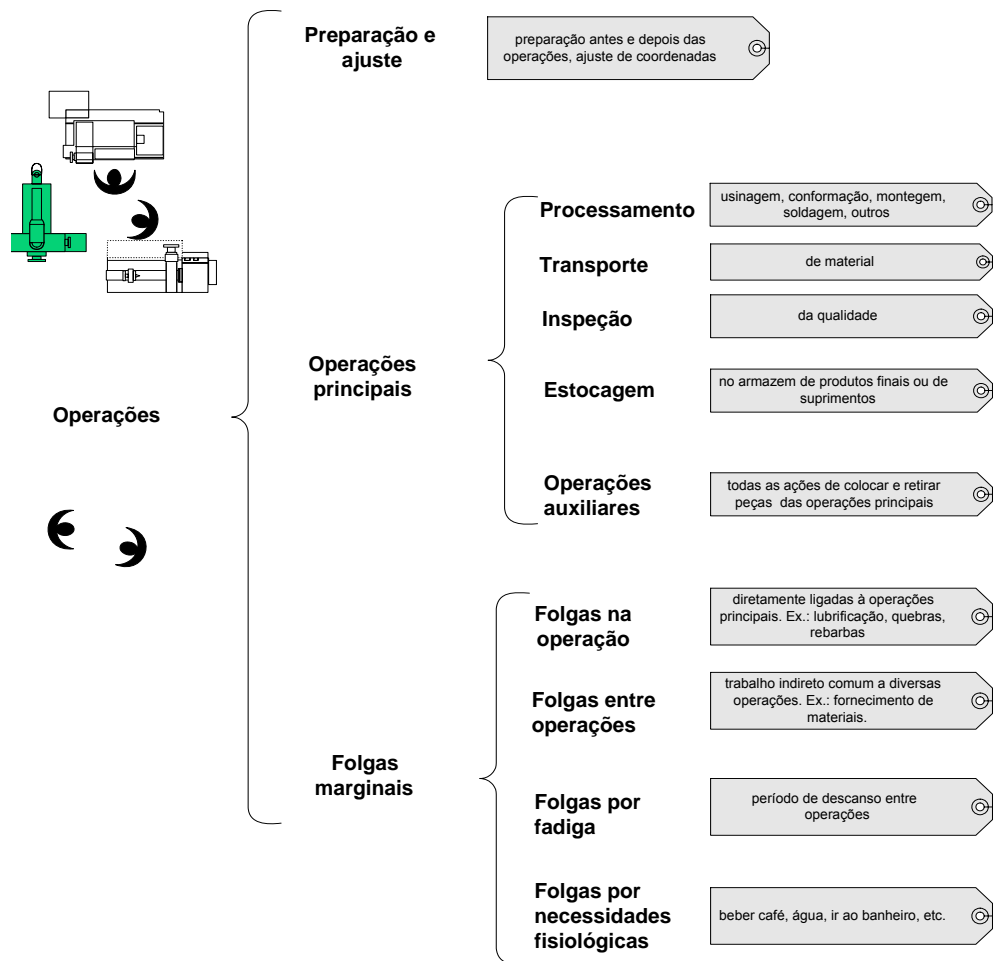 Preparação e
ajuste
preparação antes e depois das
operações, ajuste de coordenadas
Processamento
usinagem, conformação, montegem,
soldagem, outros
Transporte
de material
Inspeção
da qualidade
Operações
principais
Estocagem
no armazem de produtos finais ou de
suprimentos
Operações
Operações
auxiliares
todas as ações de colocar e retirar
peças das operações principais
Folgas na
operação
diretamente ligadas à operações
principais. Ex.: lubrificação, quebras,
rebarbas
Folgas entre
operações
trabalho indireto comum a diversas
operações. Ex.: fornecimento de
materiais.
Folgas
marginais
Folgas por
fadiga
período de descanso entre
operações
Folgas por
necessidades
fisiológicas
beber café, água, ir ao banheiro, etc.